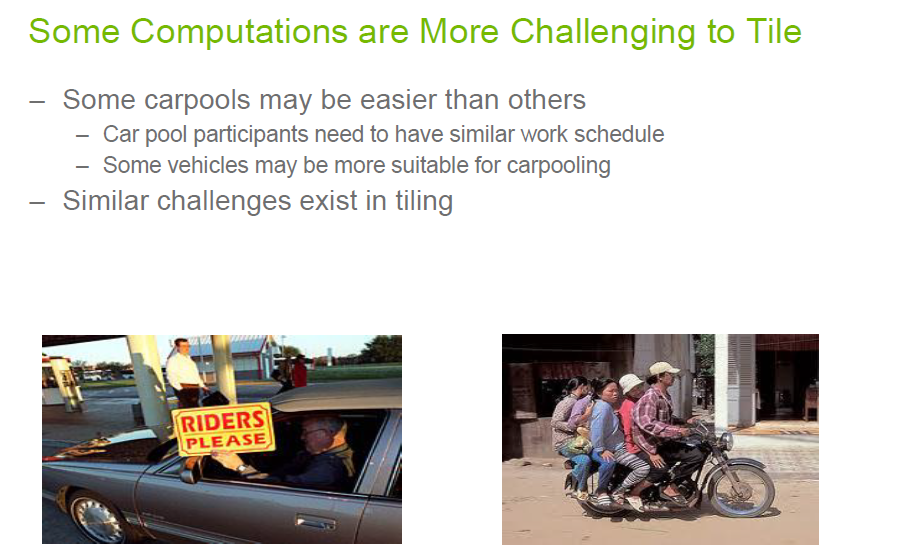 Some Computations are More Challenging to Tile
– Some carpools may be easier than others
– Car pool participants need to have similar work schedule
– Some vehicles may be more suitable for carpooling
– Similar challenges exist in tiling
RIDERS
PLEASE